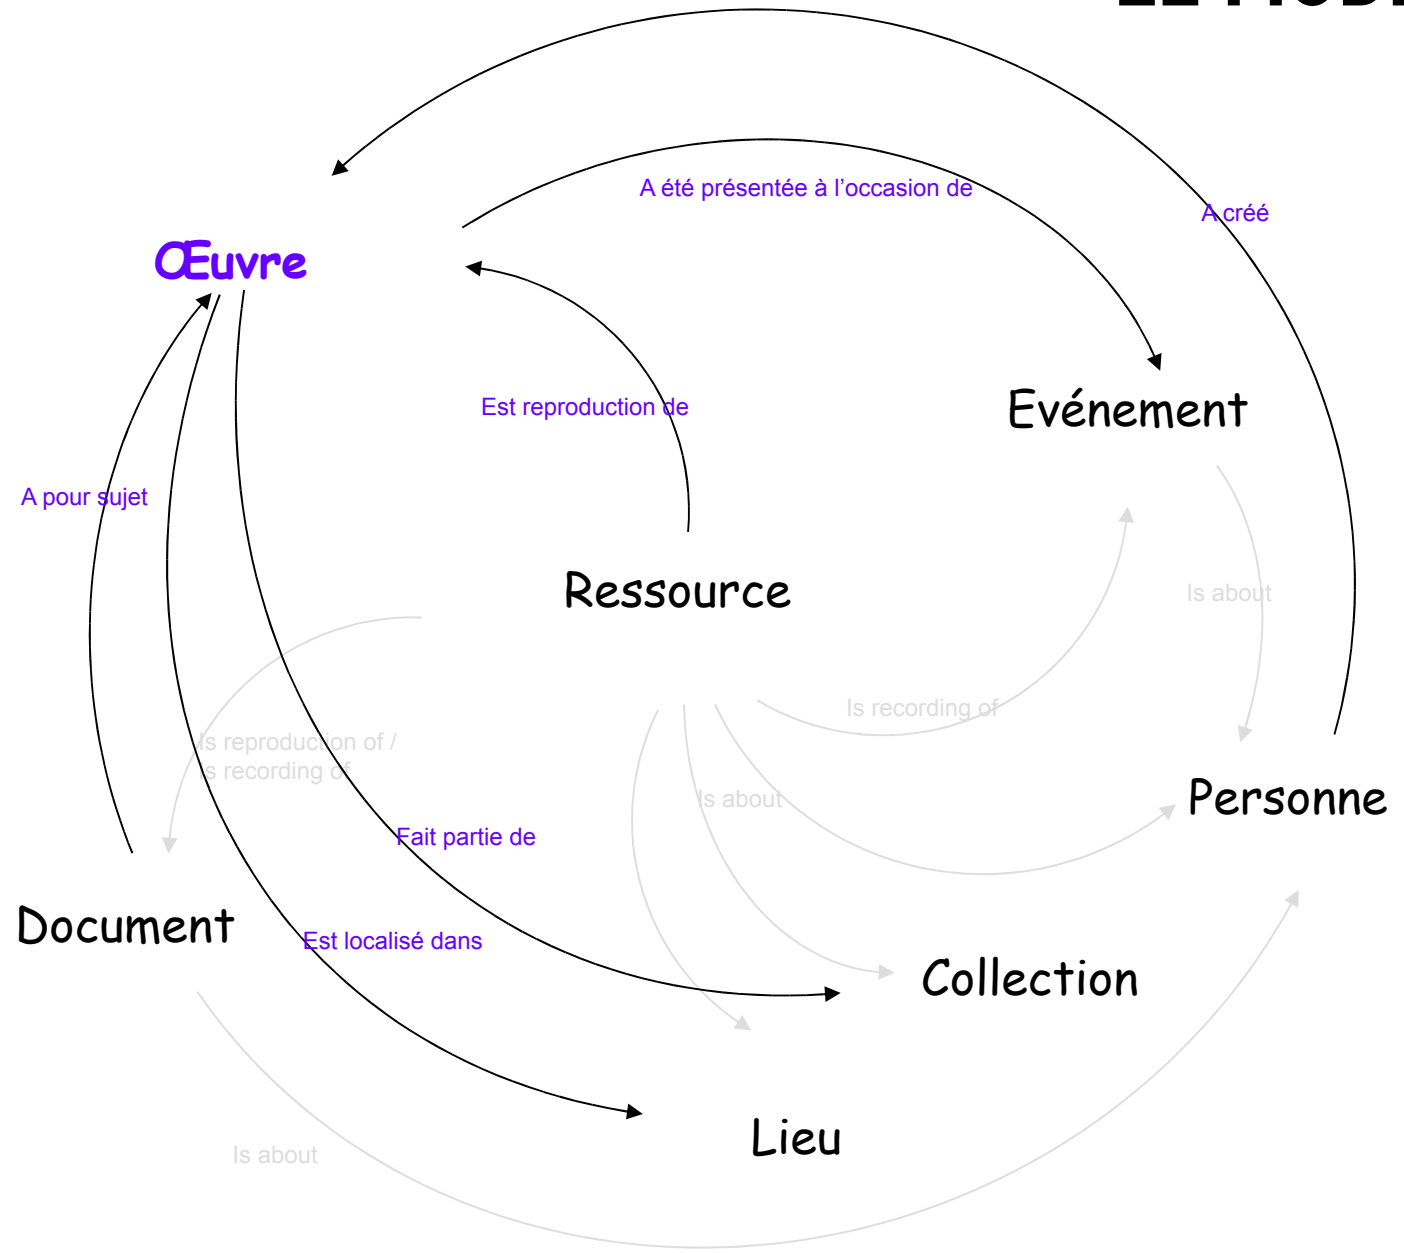 A été présentée à l’occasion de
A créé
Œuvre
Evénement
Est reproduction de
A pour sujet
Ressource
Is about
Is recording of
Is reproduction of /
Is recording of
Is about
Personne
Fait partie de
Document
Est localisé dans
Collection
Lieu
Is about